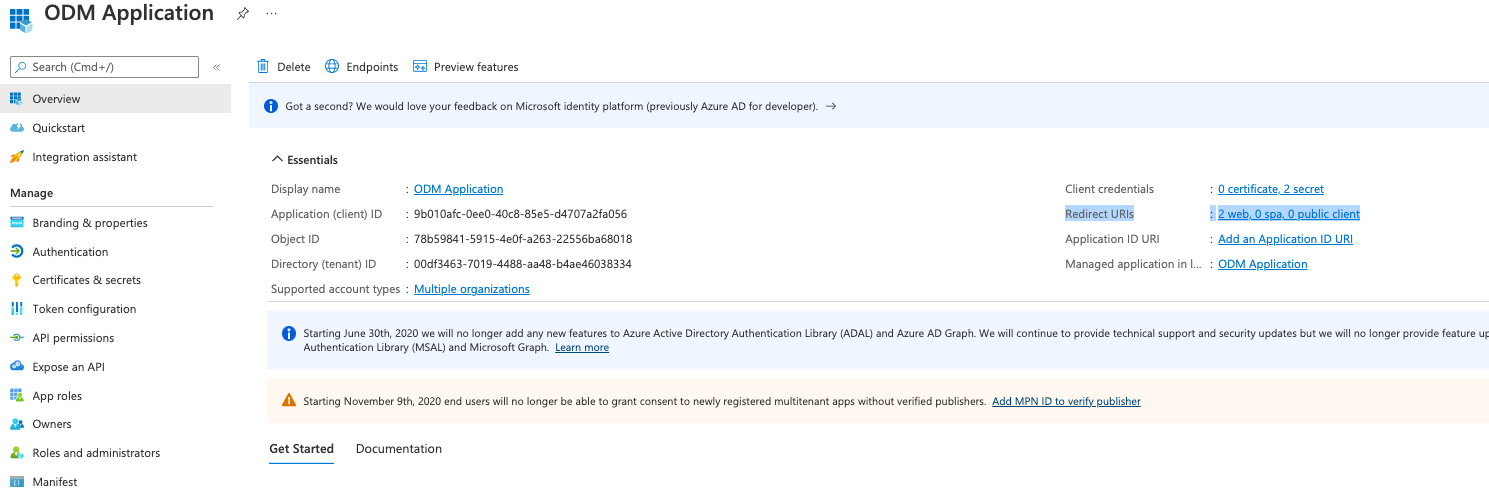 ODM Application
Search (Cmd+/)
«
Overview
Quickstart
Integration assistant
Manage
Branding & properties
Authentication
Certificates & secrets
Token configuration
API permissions
Expose an API
App roles
Owners
Roles and administrators
Manifest
Delete
Endpoints
Preview features
Got a second? We would love your feedback on Microsoft identity platform (previously Azure AD for developer). →
Essentials
Display name : ODM Application
Application (client) ID : 9b010afc-0ee0-40c8-85e5-d4707a2fa056
Object ID : 78b59841-5915-4e0f-a263-22556ba68018
Directory (tenant) ID : 00df3463-7019-4488-aa48-b4ae46038334
Supported account types : Multiple organizations
Client credentials : 0 certificate, 2 secret
Redirect URIs : 2 web, 0 spa, 0 public client
Application ID URI : Add an Application ID URI
Managed application in l... : ODM Application
Starting June 30th, 2020 we will no longer add any new features to Azure Active Directory Authentication Library (ADAL) and Azure AD Graph. We will continue to provide technical support and security updates but we will no longer provide feature up
Authentication Library (MSAL) and Microsoft Graph. Learn more
Starting November 9th, 2020 end users will no longer be able to grant consent to newly registered multitenant apps without verified publishers. Add MPN ID to verify publisher
Get Started
Documentation